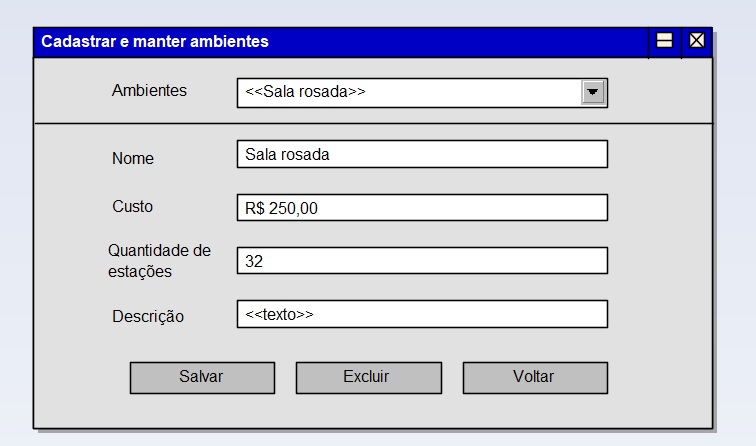 Cadastrar e manter ambientes
Ambientes
<<Sala rosada>>
Nome
Sala rosada
Custo
R$ 250,00
Quantidade de
estações
32
Descrição
<<texto>>
Salvar
Excluir
Voltar